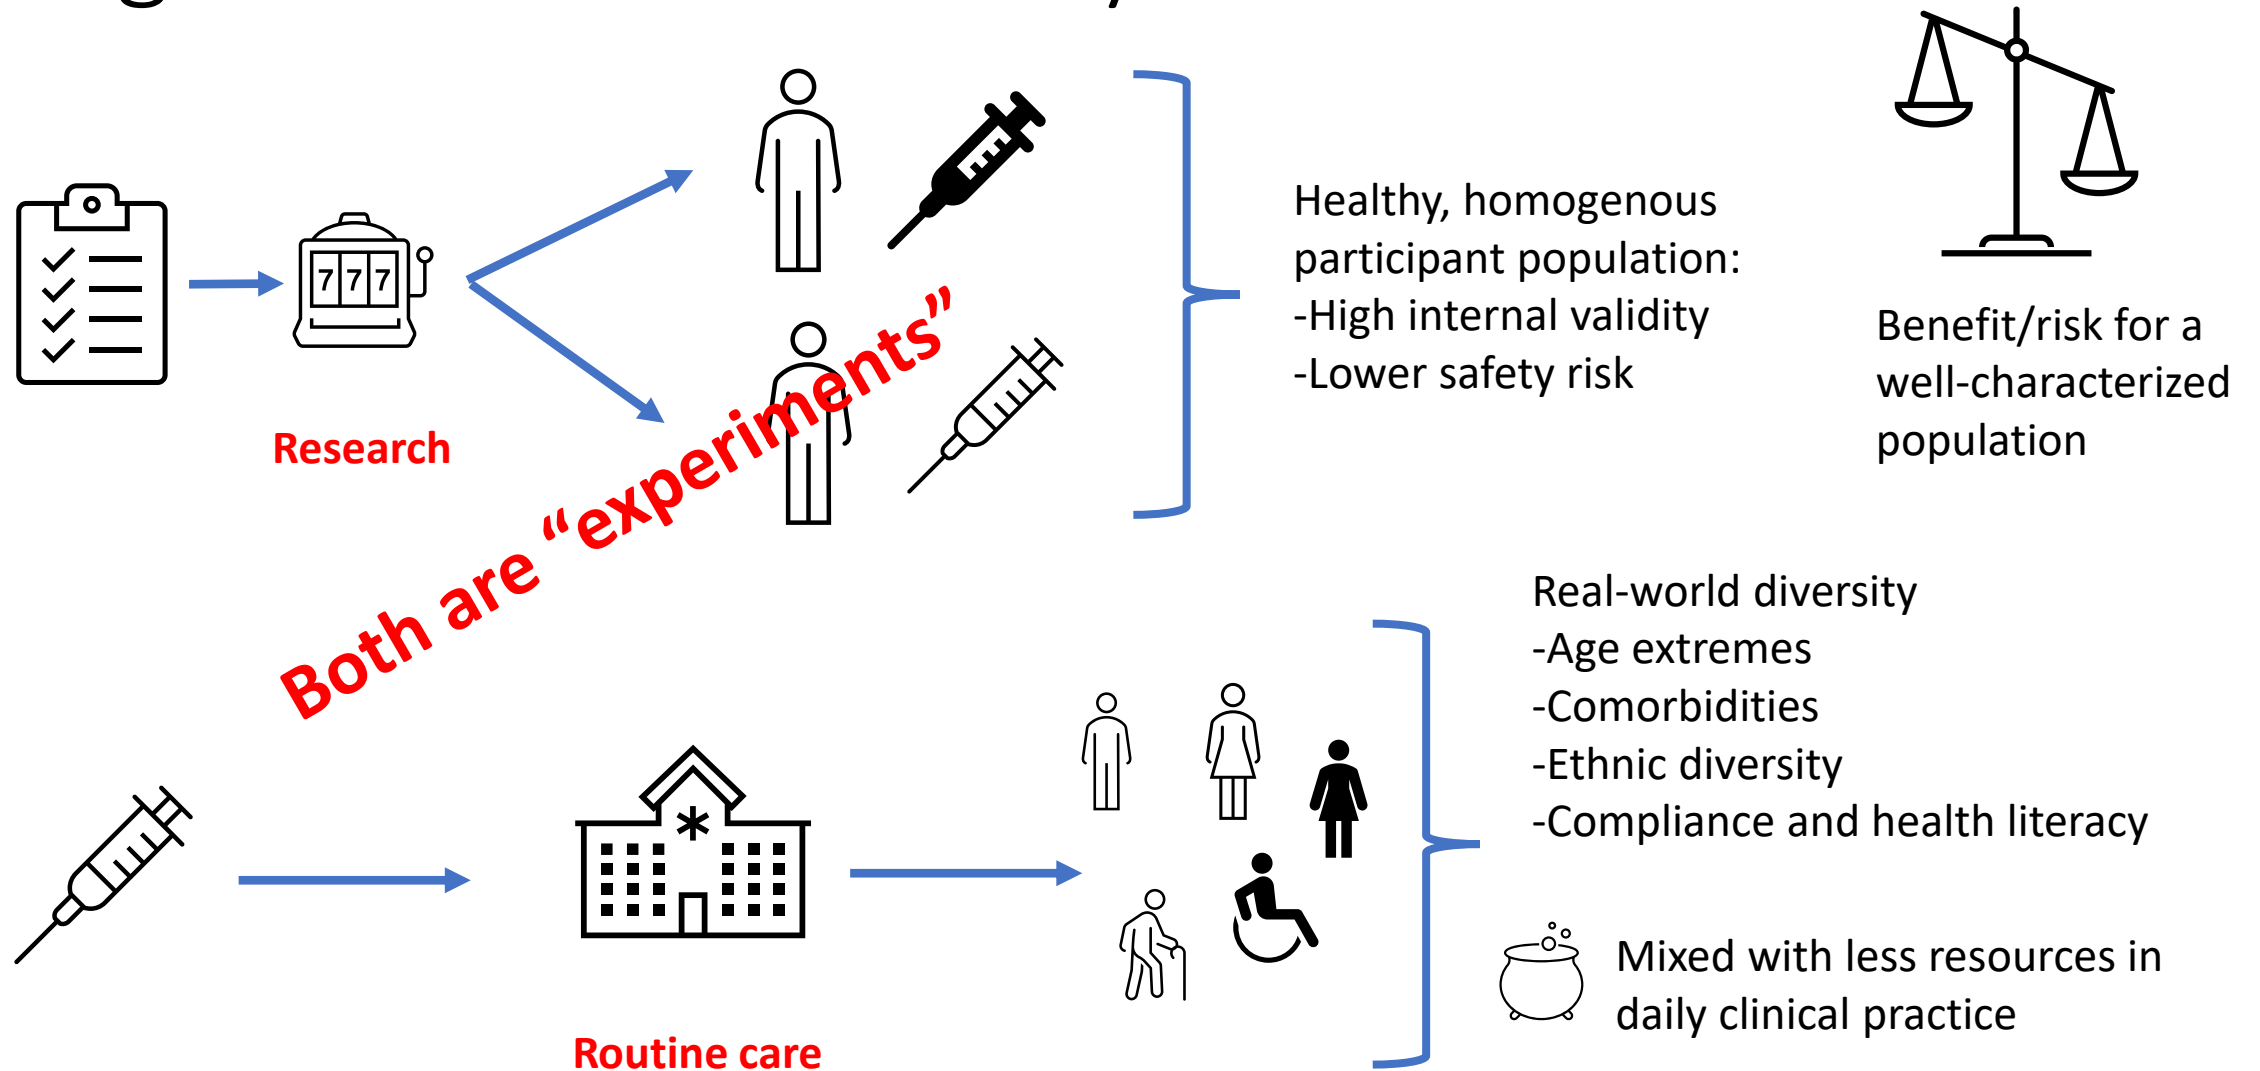 777
Healthy, homogenous
participant population:
-High internal validity
-Lower safety risk
Benefit/risk for a
well-characterized
population
Research
Both are “experiments”
Real-world diversity
-Age extremes
-Comorbidities
-Ethnic diversity
-Compliance and health literacy
Mixed with less resources in
daily clinical practice
Routine care